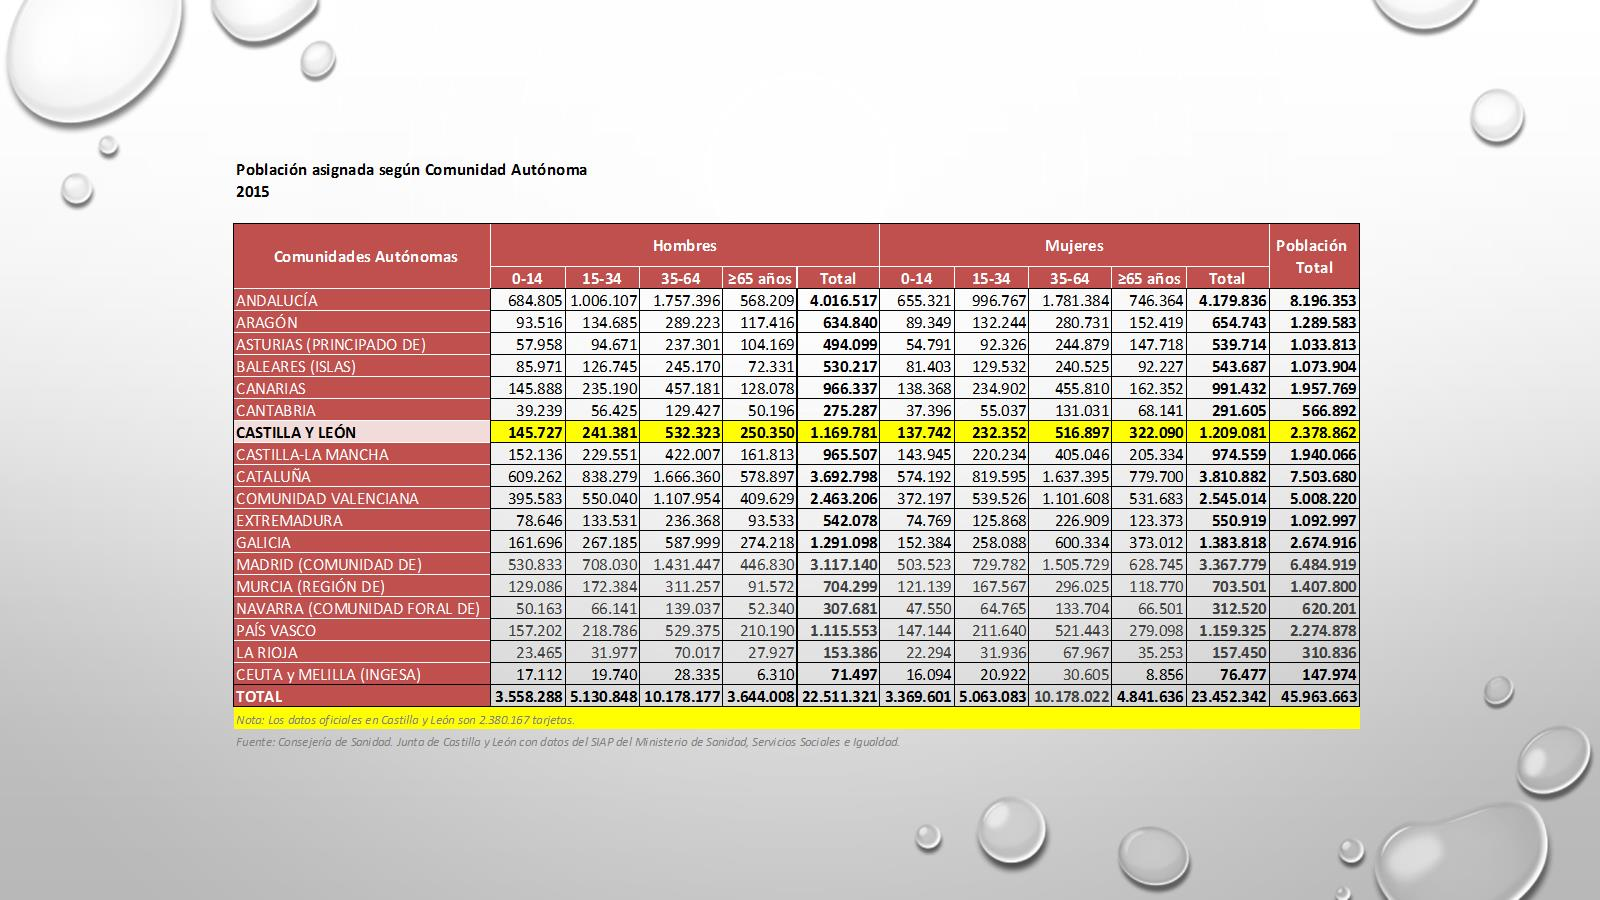 Población asignada según Comunidad Autónoma
2015
Comunidades Autónomas Hombres Mujeres Población Total
0-14 15-34 35-64 ≥65 años Total 0-14 15-34 35-64 ≥65 años Total
ANDALUCÍA 684.805 1.006.107 1.757.396 568.209 4.016.517 655.321 996.767 1.781.384 746.364 4.179.836 8.196.353
ARAGÓN 93.516 134.685 289.223 117.416 634.840 89.349 132.244 280.731 152.419 654.743 1.289.583
ASTURIAS (PRINCIPADO DE) 57.958 94.671 237.301 104.169 494.099 54.791 92.326 244.879 147.718 539.714 1.033.813
BALEARES (ISLAS) 85.971 126.745 245.170 72.331 530.217 81.403 129.532 240.525 92.227 543.687 1.073.904
CANARIAS 145.888 235.190 457.181 128.078 966.337 138.368 234.902 455.810 162.352 991.432 1.957.769
CANTABRIA 39.239 56.425 129.427 50.196 275.287 37.396 55.037 131.031 68.141 291.605 566.892
CASTILLA Y LEÓN 145.727 241.381 532.323 250.350 1.169.781 137.742 232.352 516.897 322.090 1.209.081 2.378.862
CASTILLA-LA MANCHA 152.136 229.551 422.007 161.813 965.507 143.945 220.234 405.046 205.334 974.559 1.940.066
CATALUÑA 609.262 838.279 1.666.360 578.897 3.692.798 574.192 819.595 1.637.395 779.700 3.810.882 7.503.680
COMUNIDAD VALENCIANA 395.583 550.040 1.107.954 409.629 2.463.206 372.197 539.526 1.101.608 531.683 2.545.014 5.008.220
EXTREMADURA 78.646 133.531 236.368 93.533 542.078 74.769 125.868 226.909 123.373 550.919 1.092.997
GALICIA 161.696 267.185 587.999 274.218 1.291.098 152.384 258.088 600.334 373.012 1.383.818 2.674.916
MADRID (COMUNIDAD DE) 530.833 708.030 1.431.447 446.830 3.117.140 503.523 729.782 1.505.729 628.745 3.367.779 6.484.919
MURCIA (REGIÓN DE) 129.086 172.384 311.257 91.572 704.299 121.139 167.567 296.025 118.770 703.501 1.407.800
NAVARRA (COMUNIDAD FORAL DE) 50.163 66.141 139.037 52.340 307.681 47.550 64.765 133.704 66.501 312.520 620.201
PAÍS VASCO 157.202 218.786 529.375 210.190 1.115.553 147.144 211.640 521.443 279.098 1.159.325 2.274.878
LA RIOJA 23.465 31.977 70.017 27.927 153.386 22.294 31.936 67.967 35.253 157.450 310.836
CEUTA y MELILLA (INGESA) 17.112 19.740 28.335 6.310 71.497 16.094 20.922 30.605 8.856 76.477 147.974
TOTAL 3.558.288 5.130.848 10.178.177 3.644.008 22.511.321 3.369.601 5.063.083 10.178.022 4.841.636 23.452.342 45.963.663
Nota: Los datos oficiales en Castilla y León son 2.380.167 tarjetas.
Fuente: Consejería de Sanidad. Junta de Castilla y León con datos del SIAP del Ministerio de Sanidad, Servicios Sociales e Igualdad.